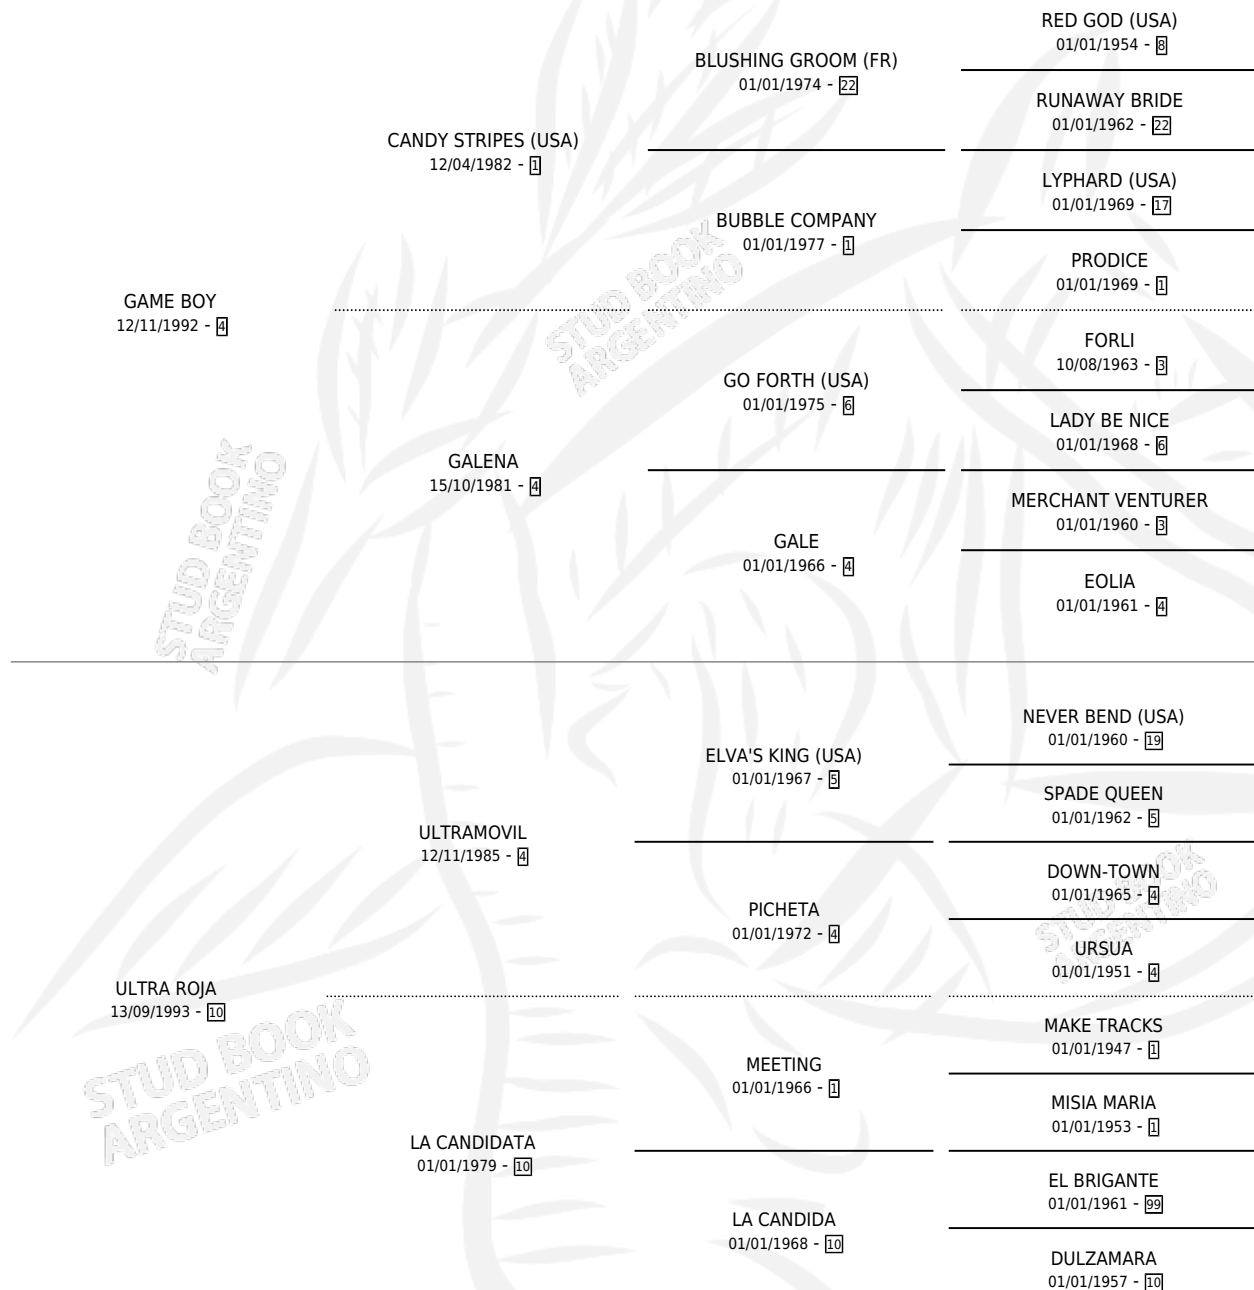 RED GOD (USA)
01/01/1954 - 8
BLUSHING GROOM (FR)
01/01/1974 - 22
RUNAWAY BRIDE
01/01/1962 - 22
CANDY STRIPES (USA)
12/04/1982 - 1
LYPHARD (USA)
01/01/1969 - 17
BUBBLE COMPANY
01/01/1977 - 1
PRODICE
01/01/1969 - 1
GAME BOY
12/11/1992 - 4
FORLI
10/08/1963 - 3
GO FORTH (USA)
01/01/1975 - 6
LADY BE NICE
01/01/1968 - 6
GALENA
15/10/1981 - 4
MERCHANT VENTURER
01/01/1960 - 3
GALE
01/01/1966 - 4
EOLIA
01/01/1961 - 4
STUD BOOK
ARGENTINO
STUD BOOK
ARGENTINO
NEVER BEND (USA)
01/01/1960 - 19
ELVA'S KING (USA)
01/01/1967 - 5
SPADE QUEEN
01/01/1962 - 5
ULTRAMOVIL
12/11/1985 - 4
DOWN-TOWN
01/01/1965 - 4
PICHETA
01/01/1972 - 4
URSUA
01/01/1951 - 4
STUD BOOK
ARGENTINO
ULTRA ROJA
13/09/1993 - 10
MAKE TRACKS
01/01/1947 - 1
MEETING
01/01/1966 - 1
MISIA MARIA
01/01/1953 - 1
LA CANDIDATA
01/01/1979 - 10
EL BRIGANTE
01/01/1961 - 99
LA CANDIDA
01/01/1968 - 10
DULZAMARA
01/01/1957 - 10
STUD BOOK
ARGENTINO